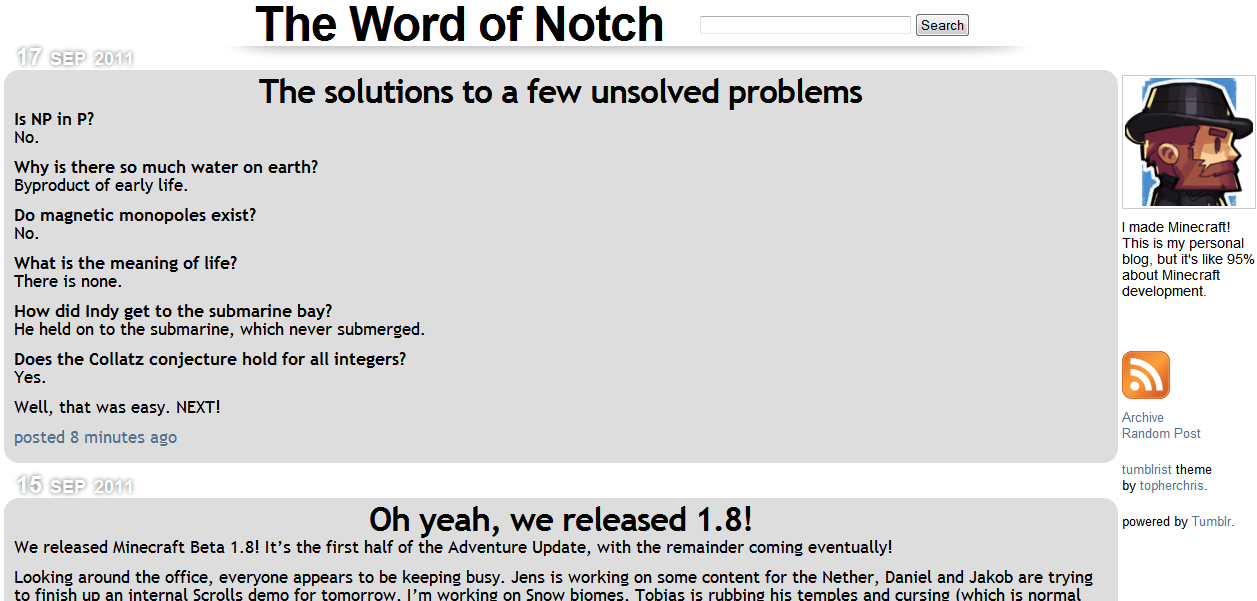 The Word of Notch
Search
17 SEP 2011
The solutions to a few unsolved problems
Is NP in P?
No.
Why is there so much water on earth?
Byproduct of early life.
Do magnetic monopoles exist?
No.
What is the meaning of life?
There is none.
How did Indy get to the submarine bay?
He held on to the submarine, which never submerged.
Does the Collatz conjecture hold for all integers?
Yes.
Well, that was easy. NEXT!
posted 8 minutes ago
15 SEP 2011
Oh yeah, we released 1.8!
We released Minecraft Beta 1.8! It’s the first half of the Adventure Update, with the remainder coming eventually!
Looking around the office, everyone appears to be keeping busy. Jens is working on some content for the Nether, Daniel and Jakob are trying
to finish up an internal Scrolls demo for tomorrow, I’m working on Snow biomes, Tobias is rubbing his temples and cursing (which is normal
I made Minecraft!
This is my personal
blog, but it's like 95%
about Minecraft
development.
Archive
Random Post
tumblrist theme
by topherchris.
powered by Tumblr.